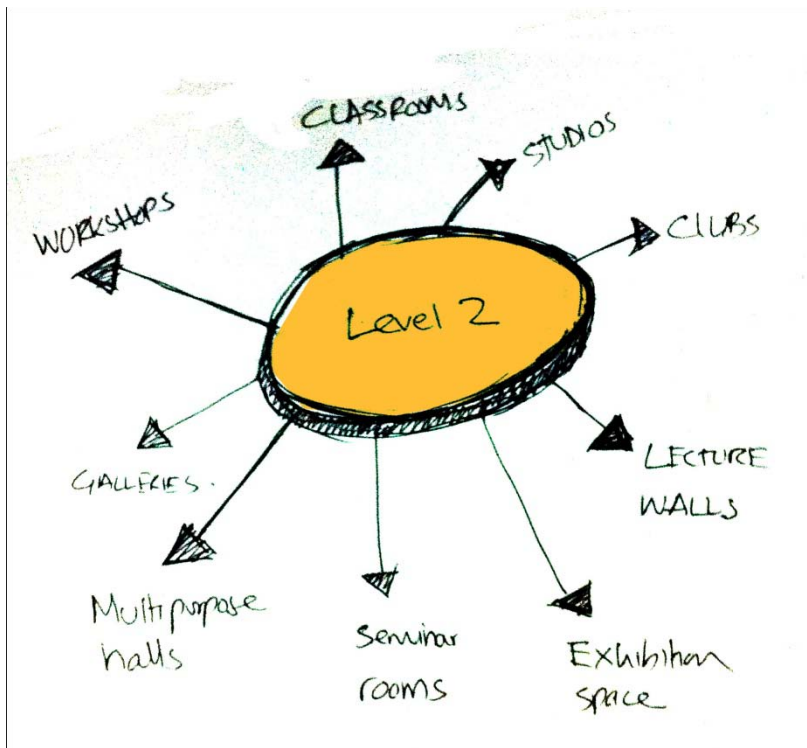 CLASSROOMS
STUDIOS
WORKSHOPS
CLUBS
Level 2
GALLERIES.
LECTURE
WALLS
Multipurpose
halls
Seminar
rooms
Exhibition
space